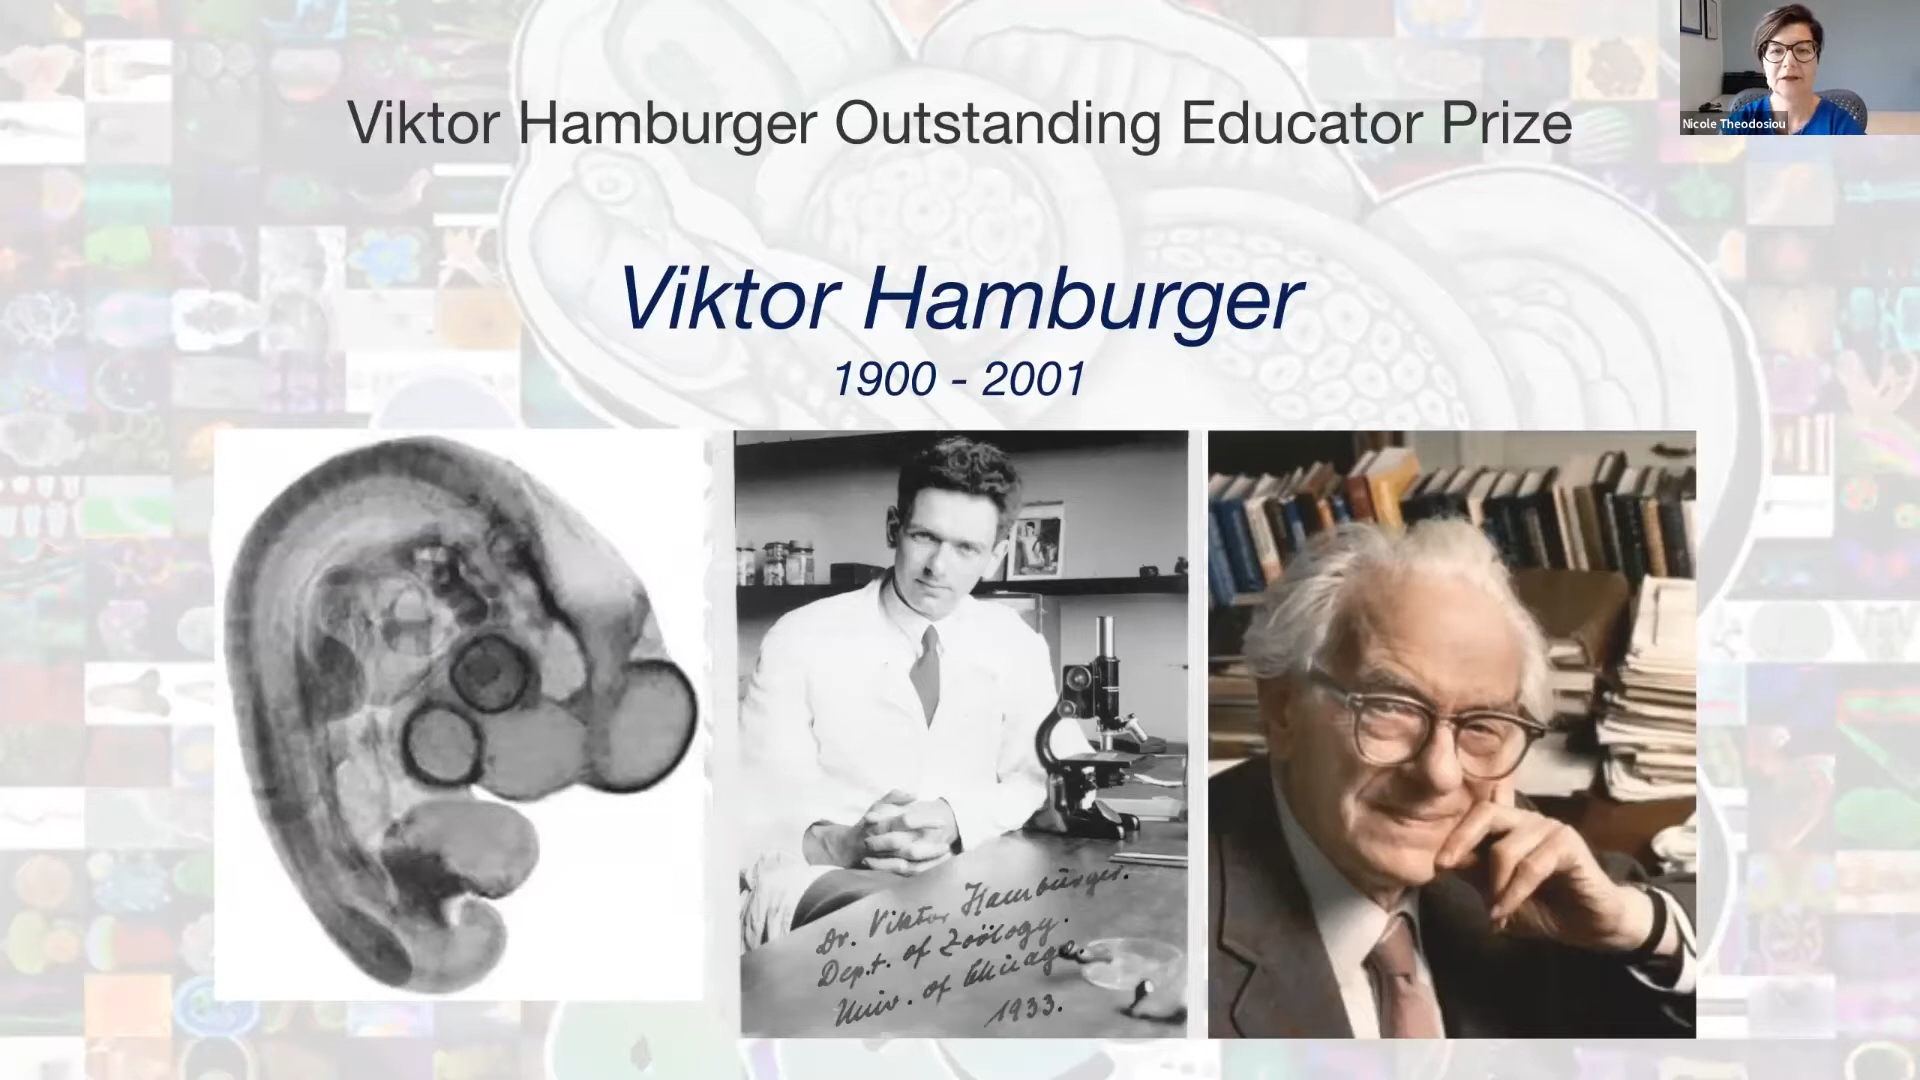 Viktor Hamburger Outstanding Educator Prize
Nicole Theodosiou
Viktor Hamburger
1900 - 2001
Dr. Viktor Hamburger.
Dep.t. of Zoölogy.
Univ. of Chicago.
1933.